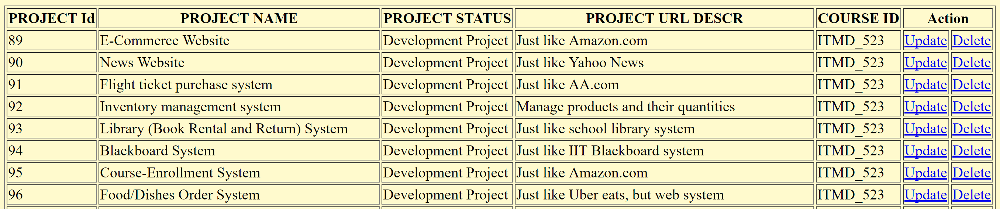 PROJECT Id PROJECT NAME PROJECT STATUS PROJECT URL DESCR COURSE ID Action
89 E-Commerce Website Development Project Just like Amazon.com ITMD_523 Update Delete
90 News Website Development Project Just like Yahoo News ITMD_523 Update Delete
91 Flight ticket purchase system Development Project Just like AA.com ITMD_523 Update Delete
92 Inventory management system Development Project Manage products and their quantities ITMD_523 Update Delete
93 Library (Book Rental and Return) System Development Project Just like school library system ITMD_523 Update Delete
94 Blackboard System Development Project Just like IIT Blackboard system ITMD_523 Update Delete
95 Course-Enrollment System Development Project Just like Amazon.com ITMD_523 Update Delete
96 Food/Dishes Order System Development Project Just like Uber eats, but web system ITMD_523 Update Delete